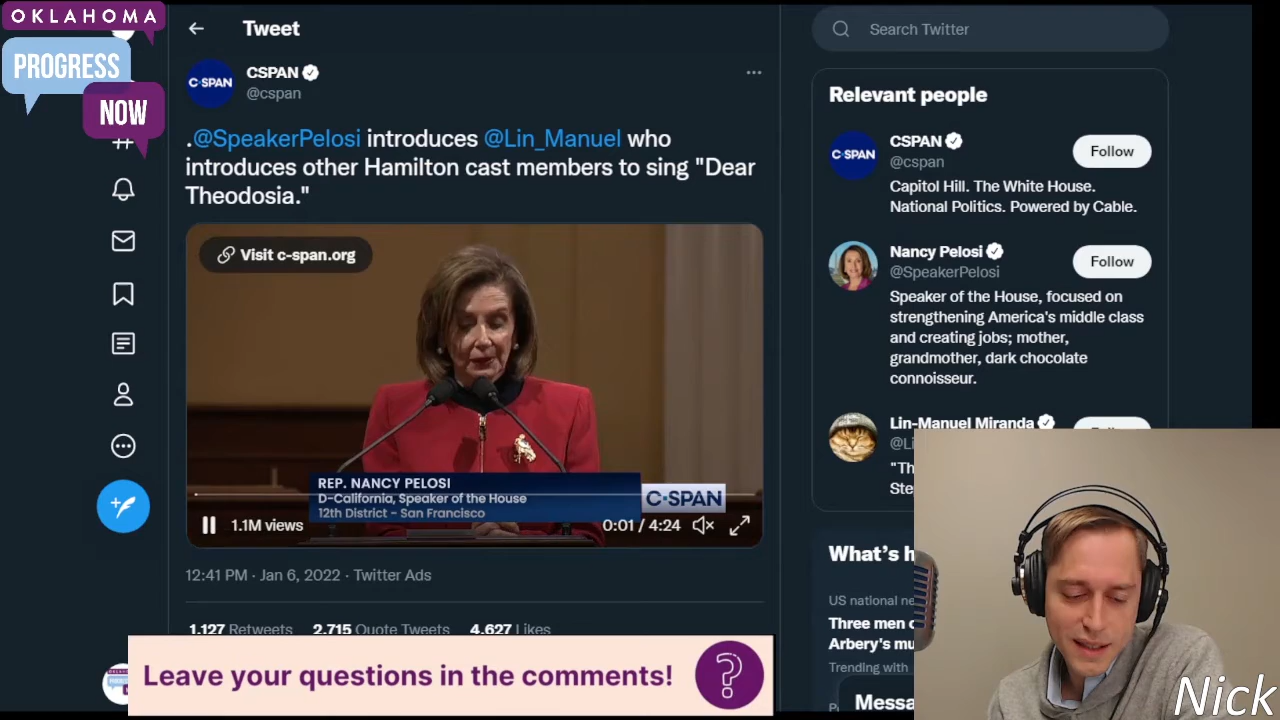 OKLAHOMA
PROGRESS
NOW
Tweet
C-SPAN
CSPAN
@cspan
.@SpeakerPelosi introduces @Lin_Manuel who
introduces other Hamilton cast members to sing "Dear
Theodosia."
Visit c-span.org
REP. NANCY PELOSI
D-California, Speaker of the House
12th District - San Francisco
C-SPAN
1.1M views
0:01 / 4:24
12:41 PM · Jan 6, 2022 · Twitter Ads
1,127 Retweets 2,715 Quote Tweets 4,627 Likes
Leave your questions in the comments!
?
Search Twitter
Relevant people
C-SPAN
CSPAN
@cspan
Follow
Capitol Hill. The White House.
National Politics. Powered by Cable.
Nancy Pelosi
@SpeakerPelosi
Follow
Speaker of the House, focused on
strengthening America's middle class
and creating jobs; mother,
grandmother, dark chocolate
connoisseur.
Lin-Manuel Miranda
@Li
"Th
Ste
What's h
US national ne
Three men c
Arbery's mu
Trending with
Messa
Nick